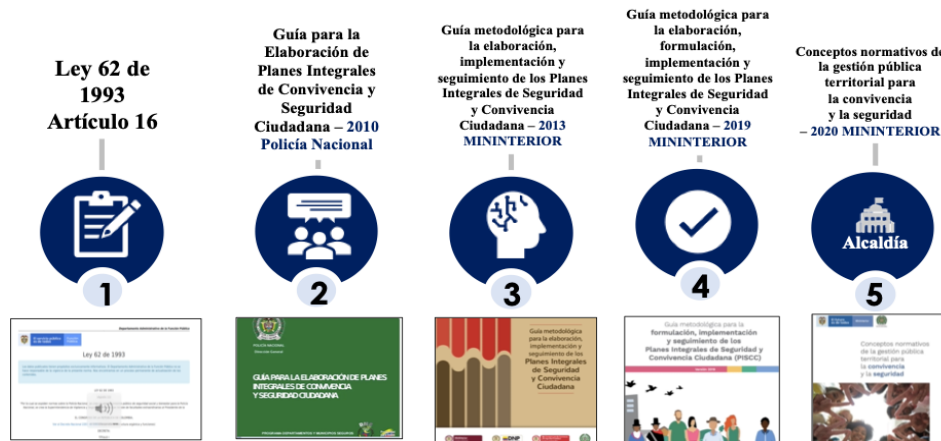 Ley 62 de
1993
Artículo 16
Guía para la
Elaboración de
Planes Integrales
de Convivencia y
Seguridad
Ciudadana – 2010
Policía Nacional
Guía metodológica para
la elaboración,
implementación y
seguimiento de los Planes
Integrales de Seguridad
y Convivencia
Ciudadana – 2013
MININTERIOR
Guía metodológica para
la elaboración,
formulación,
implementación y
seguimiento de los Planes
Integrales de Seguridad
y Convivencia
Ciudadana – 2019
MININTERIOR
Conceptos normativos de
la gestión pública
territorial para
la convivencia
y la seguridad
– 2020 MININTERIOR
Alcaldía
1
2
3
4
5
Departamento Administrativo de la Función Pública
Ley 62 de 1993
POLICÍA NACIONAL
GUÍA PARA LA ELABORACIÓN DE PLANES
INTEGRALES DE CONVIVENCIA
Y SEGURIDAD CIUDADANA
PROGRAMA DEPARTAMENTOS Y MUNICIPIOS SEGUROS
Guía metodológica para
la elaboración,
implementación y
seguimiento de los
Planes Integrales
de Seguridad
y Convivencia
Ciudadana
DNP
Guía metodológica para la
formulación, implementación
y seguimiento de los
Planes Integrales de Seguridad y
Convivencia Ciudadana (PISCC)
Conceptos normativos
de la gestión pública
territorial para
la convivencia
y la seguridad